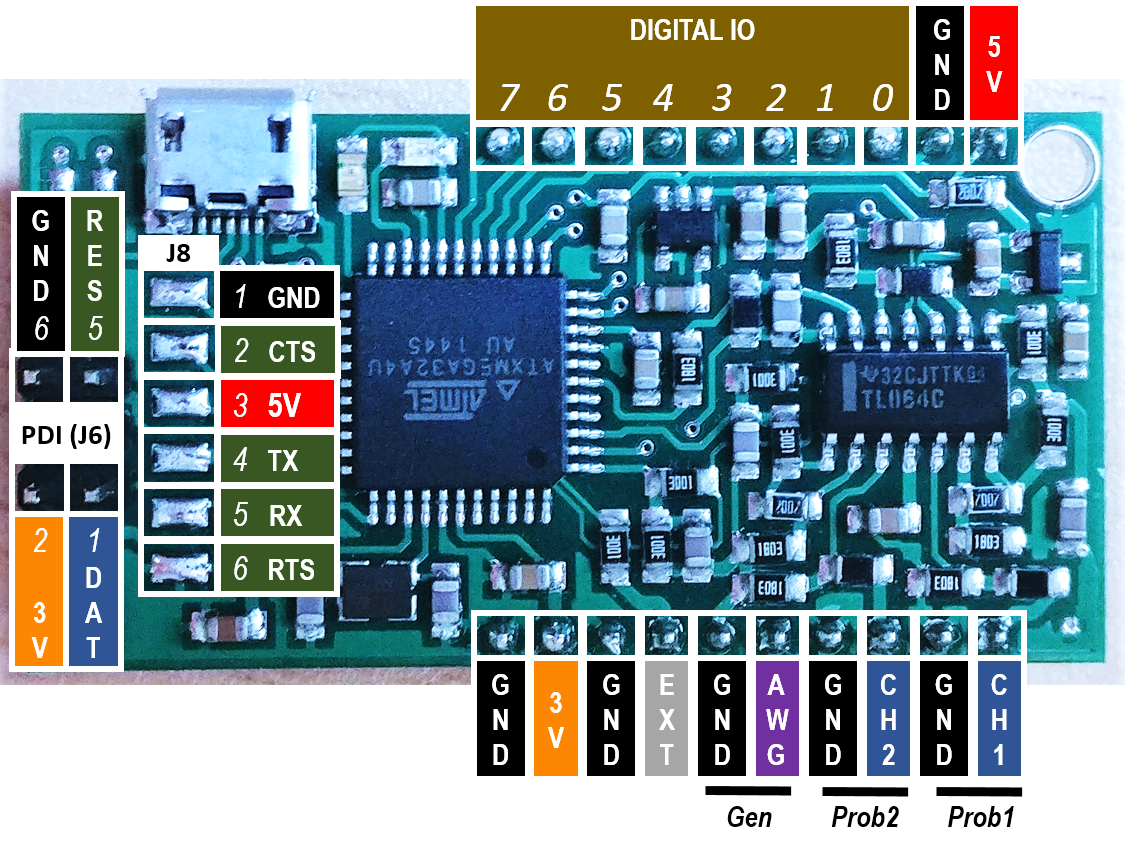 DIGITAL IO
7 6 5 4 3 2 1 0
GND
5V
GND 6
RES 5
J8
1 GND
2 CTS
3 5V
4 TX
5 RX
6 RTS
PDI (J6)
2 3V
1 DAT
ATXMEGA32A4U
AU 1445
ATMEL
32CJTTK
TL064C
GND
3V
GND
EXT
GND
AWG
GND
CH2
GND
CH1
Gen
Prob2
Prob1